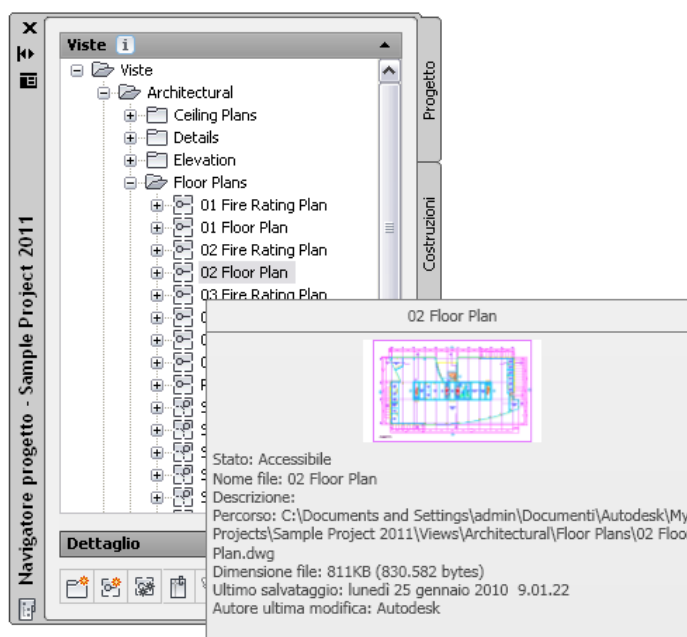 Viste
Viste
Architectural
Ceiling Plans
Details
Elevation
Floor Plans
01 Fire Rating Plan
01 Floor Plan
02 Fire Rating Plan
02 Floor Plan
03 Fire Rating Plan
Progetto
Costruzioni
Navigatore progetto - Sample Project 2011
02 Floor Plan
Stato: Accessibile
Nome file: 02 Floor Plan
Descrizione:
Percorso: C:\Documents and Settings\admin\Documenti\Autodesk\My
Projects\Sample Project 2011\Views\Architectural\Floor Plans\02 Floo
Plan.dwg
Dimensione file: 811KB (830.582 bytes)
Ultimo salvataggio: lunedì 25 gennaio 2010 9.01.22
Autore ultima modifica: Autodesk
Dettaglio